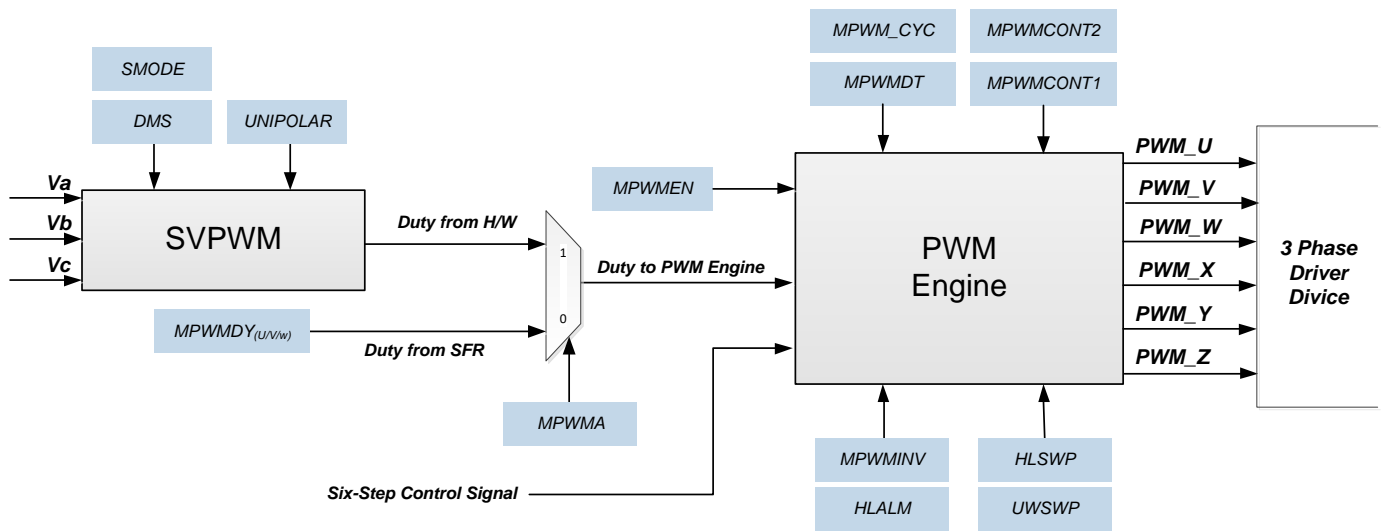 MPWM_CYC
MPWMCONT2
SMODE
MPWMDT
MPWMCONT1
DMS
UNIPOLAR
PWM_U
Va
MPWMEN
PWM_V
Vb
SVPWM
Duty from H/W
1
PWM
Engine
PWM_W
3 Phase
Driver
Divice
Vc
Duty to PWM Engine
PWM_X
0
MPWMDY(U/V/w)
Duty from SFR
PWM_Y
PWM_Z
MPWMA
MPWMINV
HLSWP
Six-Step Control Signal
HLALM
UWSWP